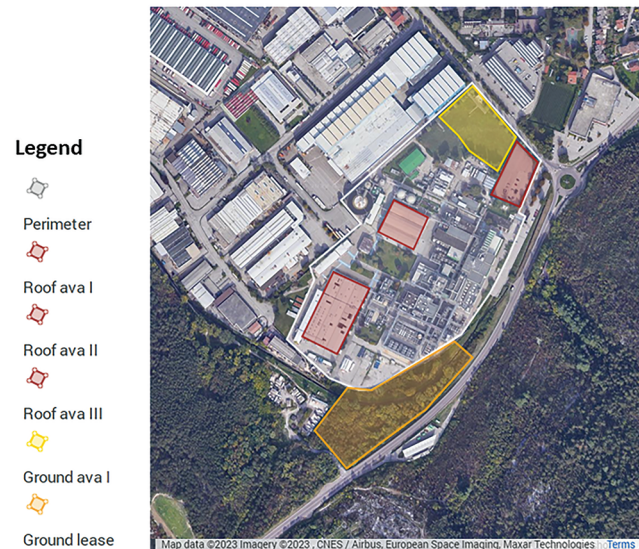 Legend
Perimeter
Roof ava I
Roof ava II
Roof ava III
Ground ava I
Ground lease
Map data ©2023 Imagery ©2023 , CNES / Airbus, European Space Imaging, Maxar Technologies
Terms